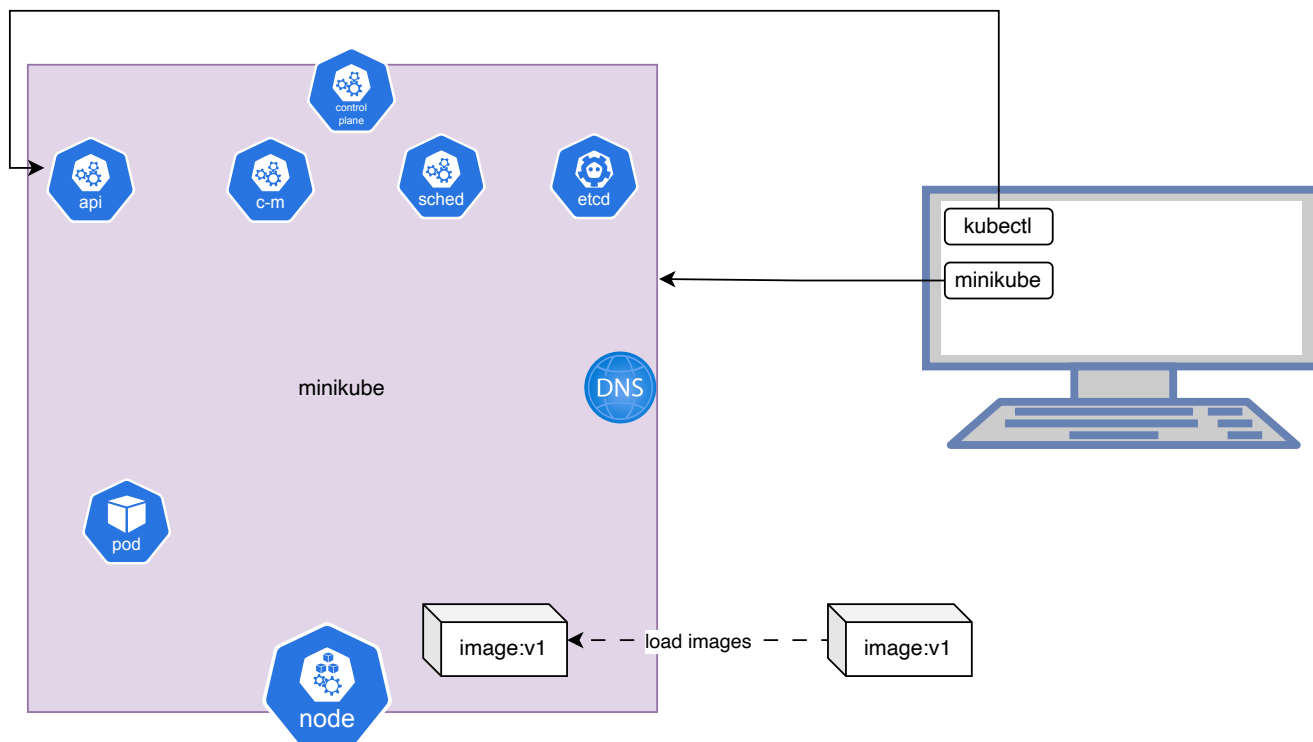 control
plane
api
c-m
sched
etcd
kubectl
minikube
minikube
DNS
pod
image:v1
load images
image:v1
node